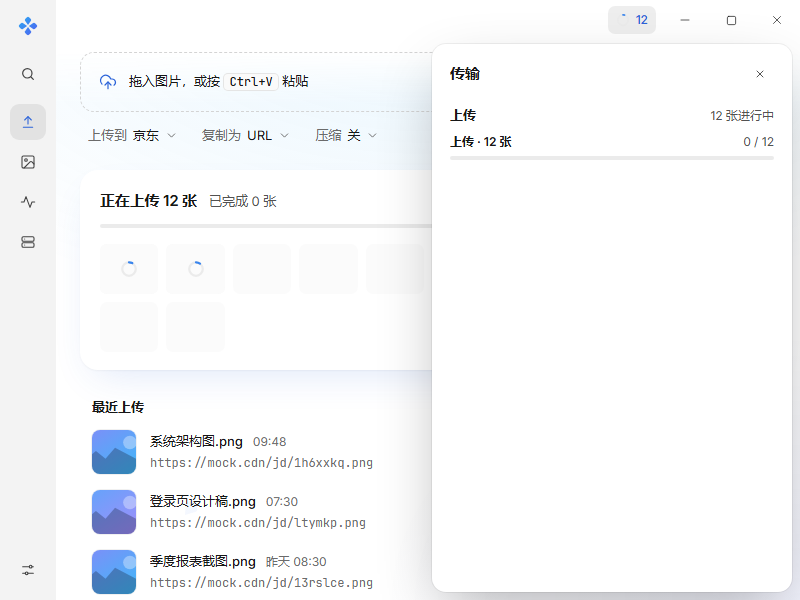 12
拖入图片，或按 Ctrl+V 粘贴
上传到 京东 复制为 URL 压缩 关
正在上传 12 张 已完成 0 张
最近上传
系统架构图.png 09:48
https://mock.cdn/jd/1h6xxkq.png
登录页设计稿.png 07:30
https://mock.cdn/jd/ltymkp.png
季度报表截图.png 昨天 08:30
https://mock.cdn/jd/13rslce.png
传输
上传 12 张进行中
上传 · 12 张 0 / 12